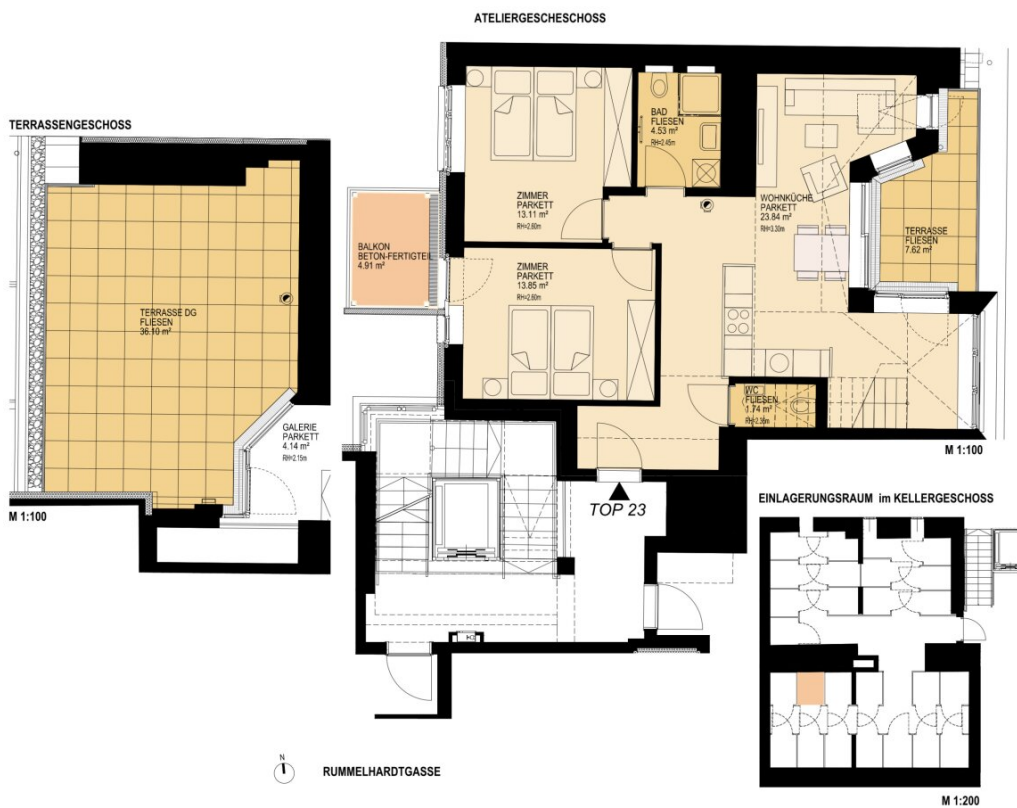 ATELIERGESCHESCHOSS
TERRASSENGESCHOSS
BAD
FLIESEN
4.53 m²
RH=2.45m
ZIMMER
PARKETT
13.11 m²
RH=2.60m
WOHNKÜCHE
PARKETT
23.84 m²
RH=3.30m
TERRASSE
FLIESEN
7.62 m²
BALKON
BETON-FERTIGTEIL
4.91 m²
ZIMMER
PARKETT
13.85 m²
RH=2.60m
TERRASSE DG
FLIESEN
36.10 m²
WC
FLIESEN
1.74 m²
RH=2.35m
GALERIE
PARKETT
4.14 m²
RH=2.15m
M 1:100
M 1:100
TOP 23
EINLAGERUNGSRAUM im KELLERGESCHOSS
N
RUMMELHARDTGASSE
M 1:200